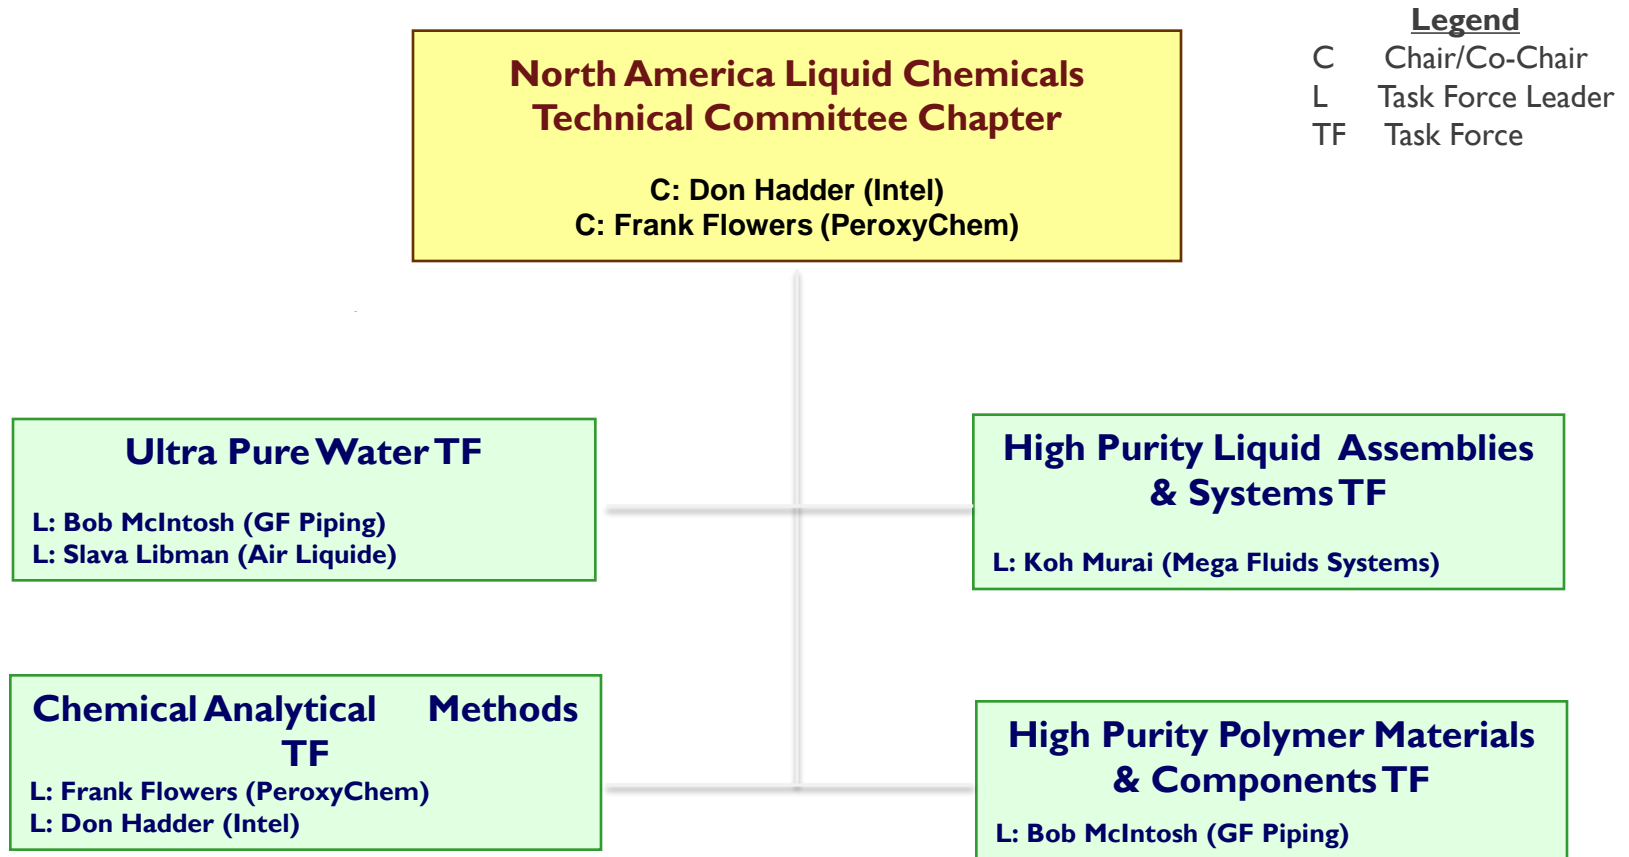 Legend
C Chair/Co-Chair
L Task Force Leader
TF Task Force
North America Liquid Chemicals
Technical Committee Chapter
C: Don Hadder (Intel)
C: Frank Flowers (PeroxyChem)
Ultra Pure Water TF
L: Bob McIntosh (GF Piping)
L: Slava Libman (Air Liquide)
High Purity Liquid Assemblies
& Systems TF
L: Koh Murai (Mega Fluids Systems)
Chemical Analytical Methods
TF
L: Frank Flowers (PeroxyChem)
L: Don Hadder (Intel)
High Purity Polymer Materials
& Components TF
L: Bob McIntosh (GF Piping)